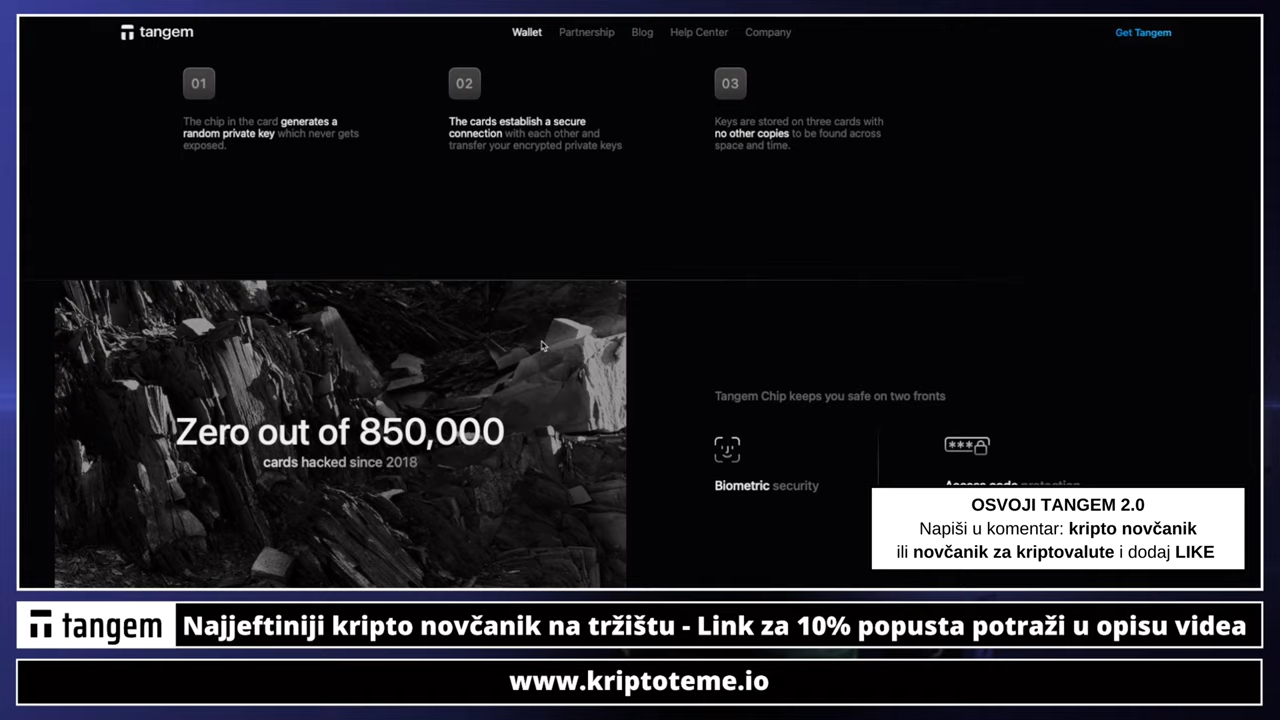 tangem
Wallet Partnership Blog Help Center Company
Get Tangem
01
The chip in the card generates a
random private key which never gets
exposed.
02
The cards establish a secure
connection with each other and
transfer your encrypted private keys
03
Keys are stored on three cards with
no other copies to be found across
space and time.
Zero out of 850,000
cards hacked since 2018
Tangem Chip keeps you safe on two fronts
***
Biometric security
Access code protection
OSVOJI TANGEM 2.0
Napiši u komentar: kripto novčanik
ili novčanik za kriptovalute i dodaj LIKE
tangem
Najjeftiniji kripto novčanik na tržištu - Link za 10% popusta potraži u opisu videa
www.kriptoteme.io